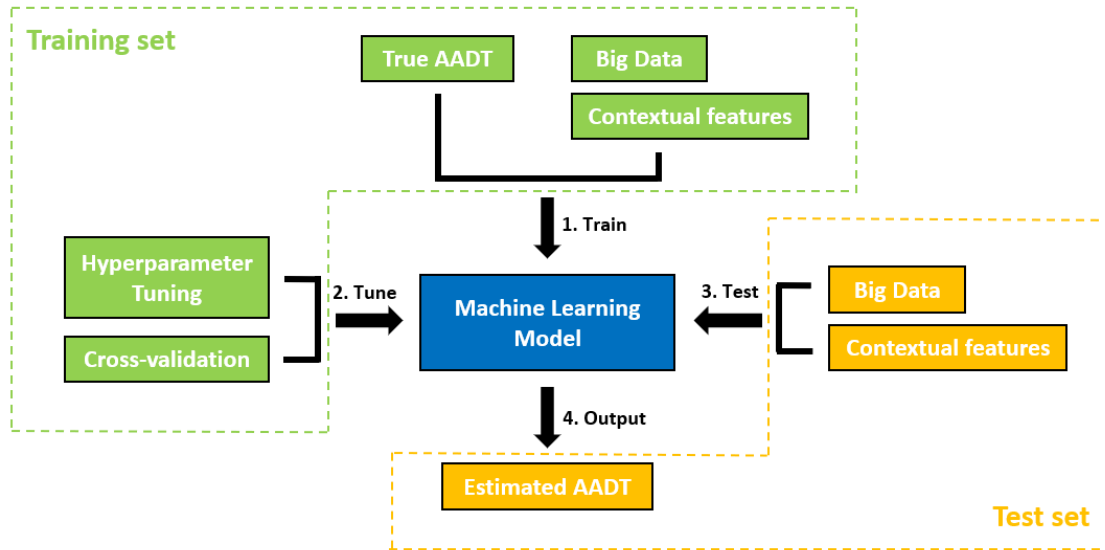 Training set
True AADT
Big Data
Contextual features
1. Train
Hyperparameter
Tuning
Cross-validation
2. Tune
Machine Learning
Model
3. Test
Big Data
Contextual features
4. Output
Estimated AADT
Test set